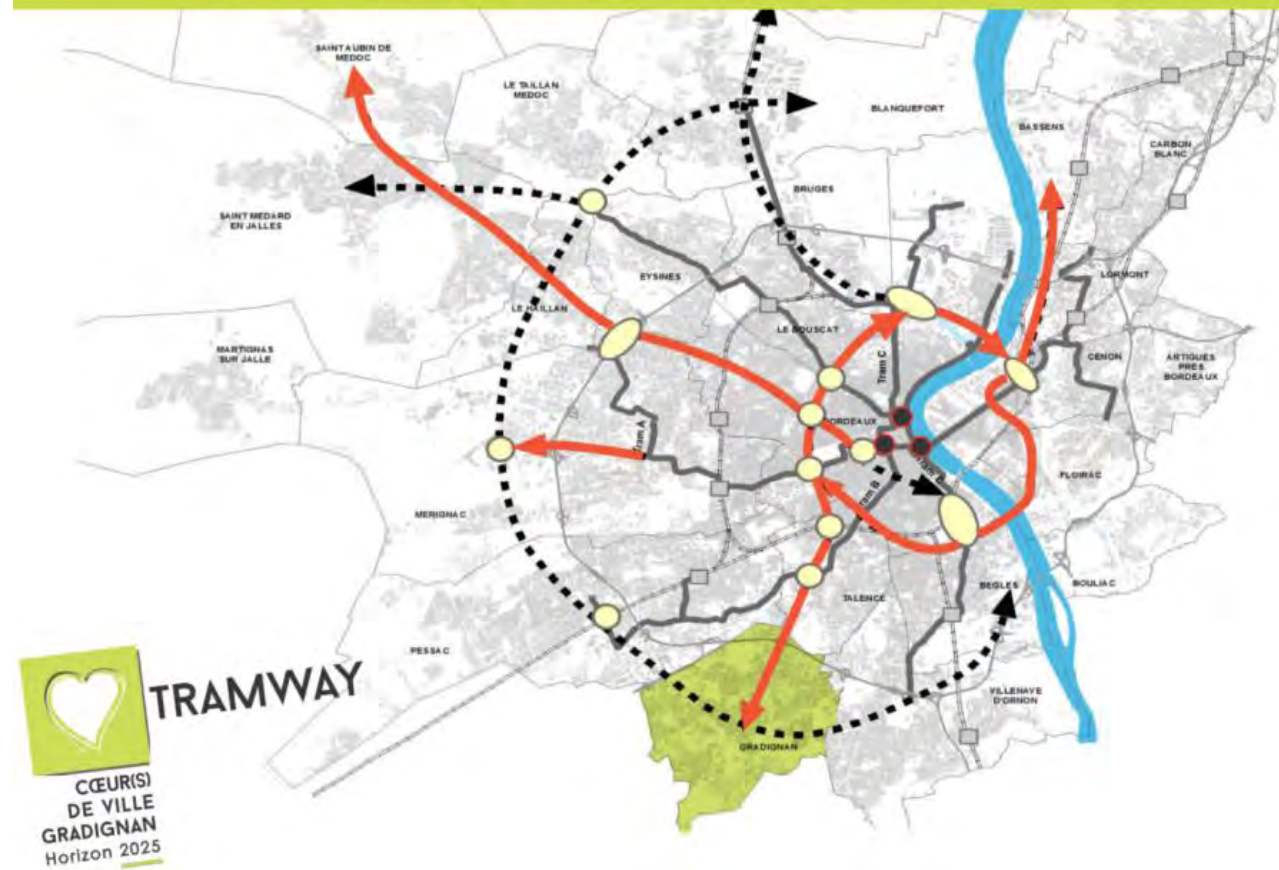 SAINT AUBIN DE
MEDOC
LE TAILLAN
MEDOC
BLANQUEFORT
BASSENS
CARBON
BLANC
BRUGES
SAINT MEDARD
EN JALLES
EYSINES
LORMONT
LE HAILLAN
LE BOUSCAT
MARTIGNAS
SUR JALLE
CENON
ARTIGUES
PRES
BORDEAUX
Tram C
BORDEAUX
Tram A
FLOIRAC
Tram B
MERIGNAC
TALENCE
BEGLES
BOULIAC
PESSAC
VILLENAVE
D'ORNON
GRADIGNAN
TRAMWAY
CŒUR(S)
DE VILLE
GRADIGNAN
Horizon 2025